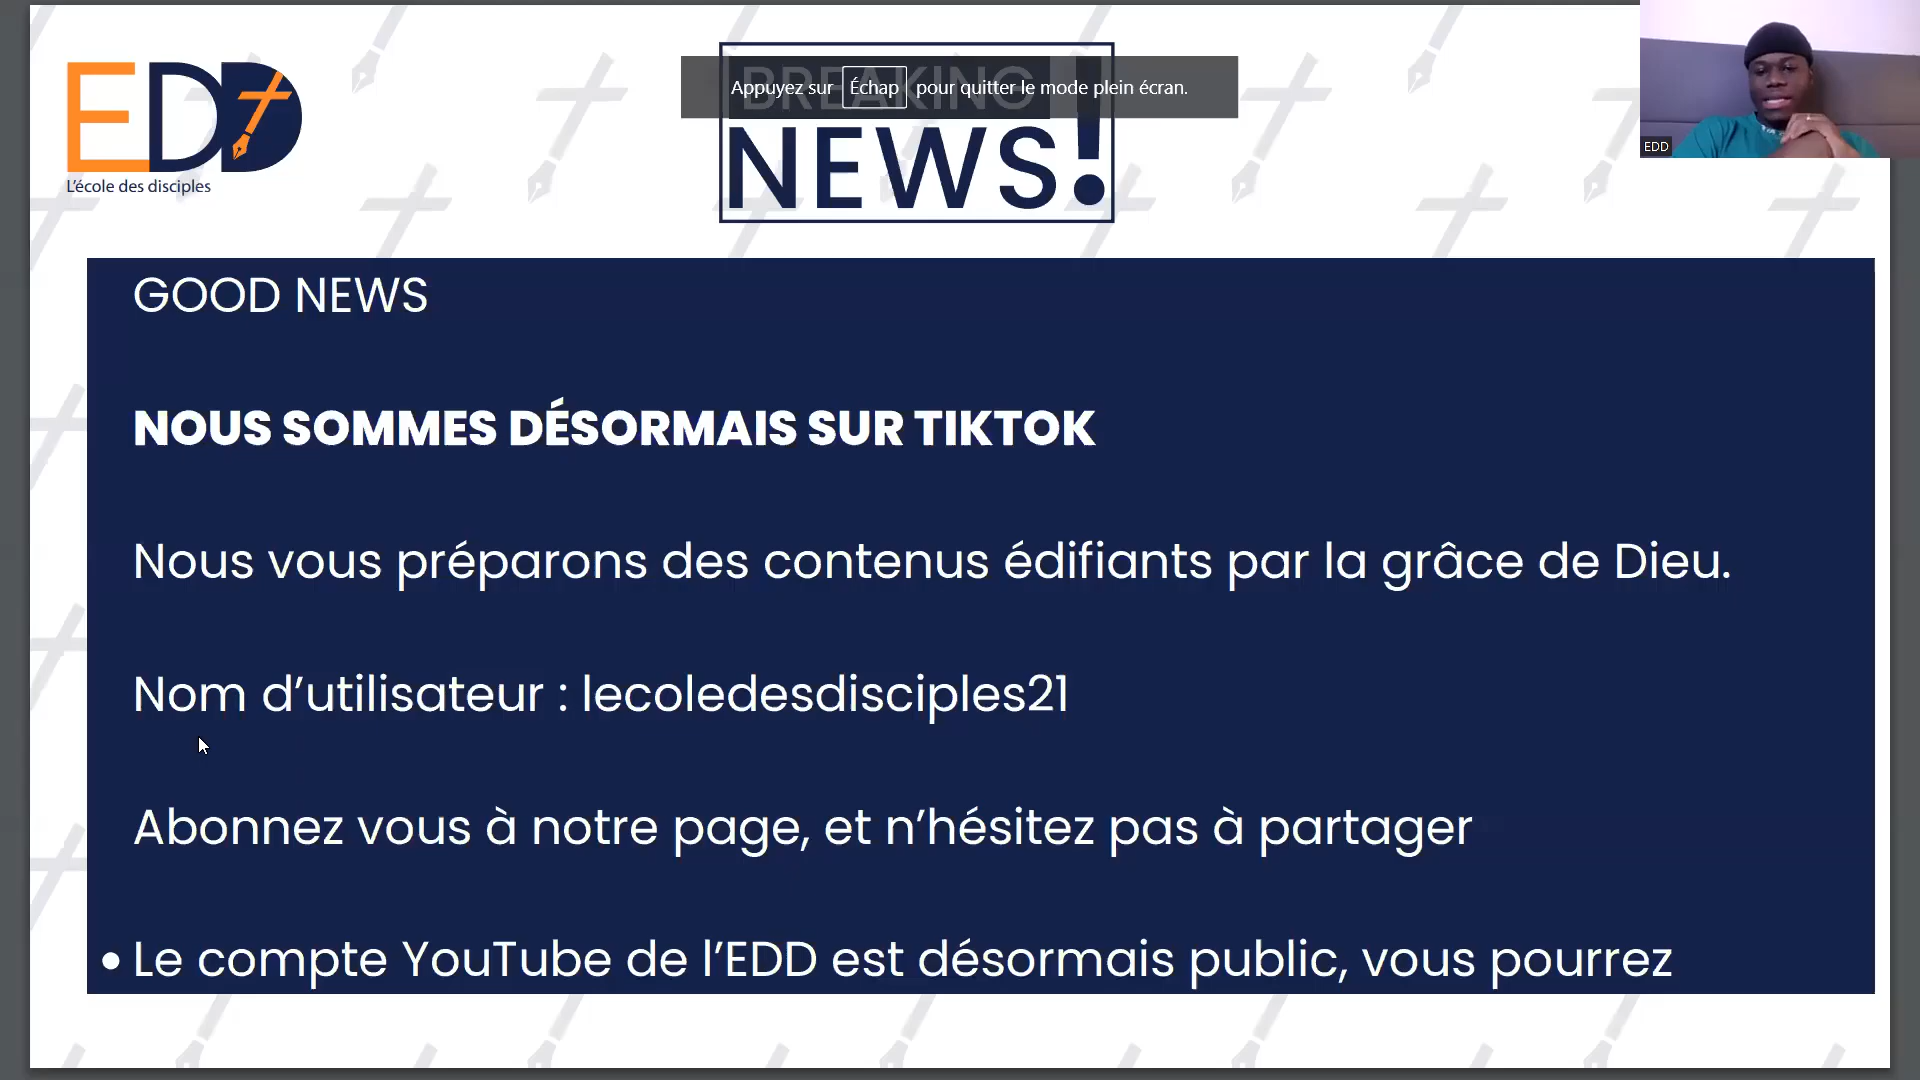 EDD
L'école des disciples
BREAKING
NEWS!
Appuyez sur Échap pour quitter le mode plein écran.
EDD
GOOD NEWS
NOUS SOMMES DÉSORMAIS SUR TIKTOK
Nous vous préparons des contenus édifiants par la grâce de Dieu.
Nom d’utilisateur : lecoledesdisciples21
Abonnez vous à notre page, et n’hésitez pas à partager
• Le compte YouTube de l’EDD est désormais public, vous pourrez